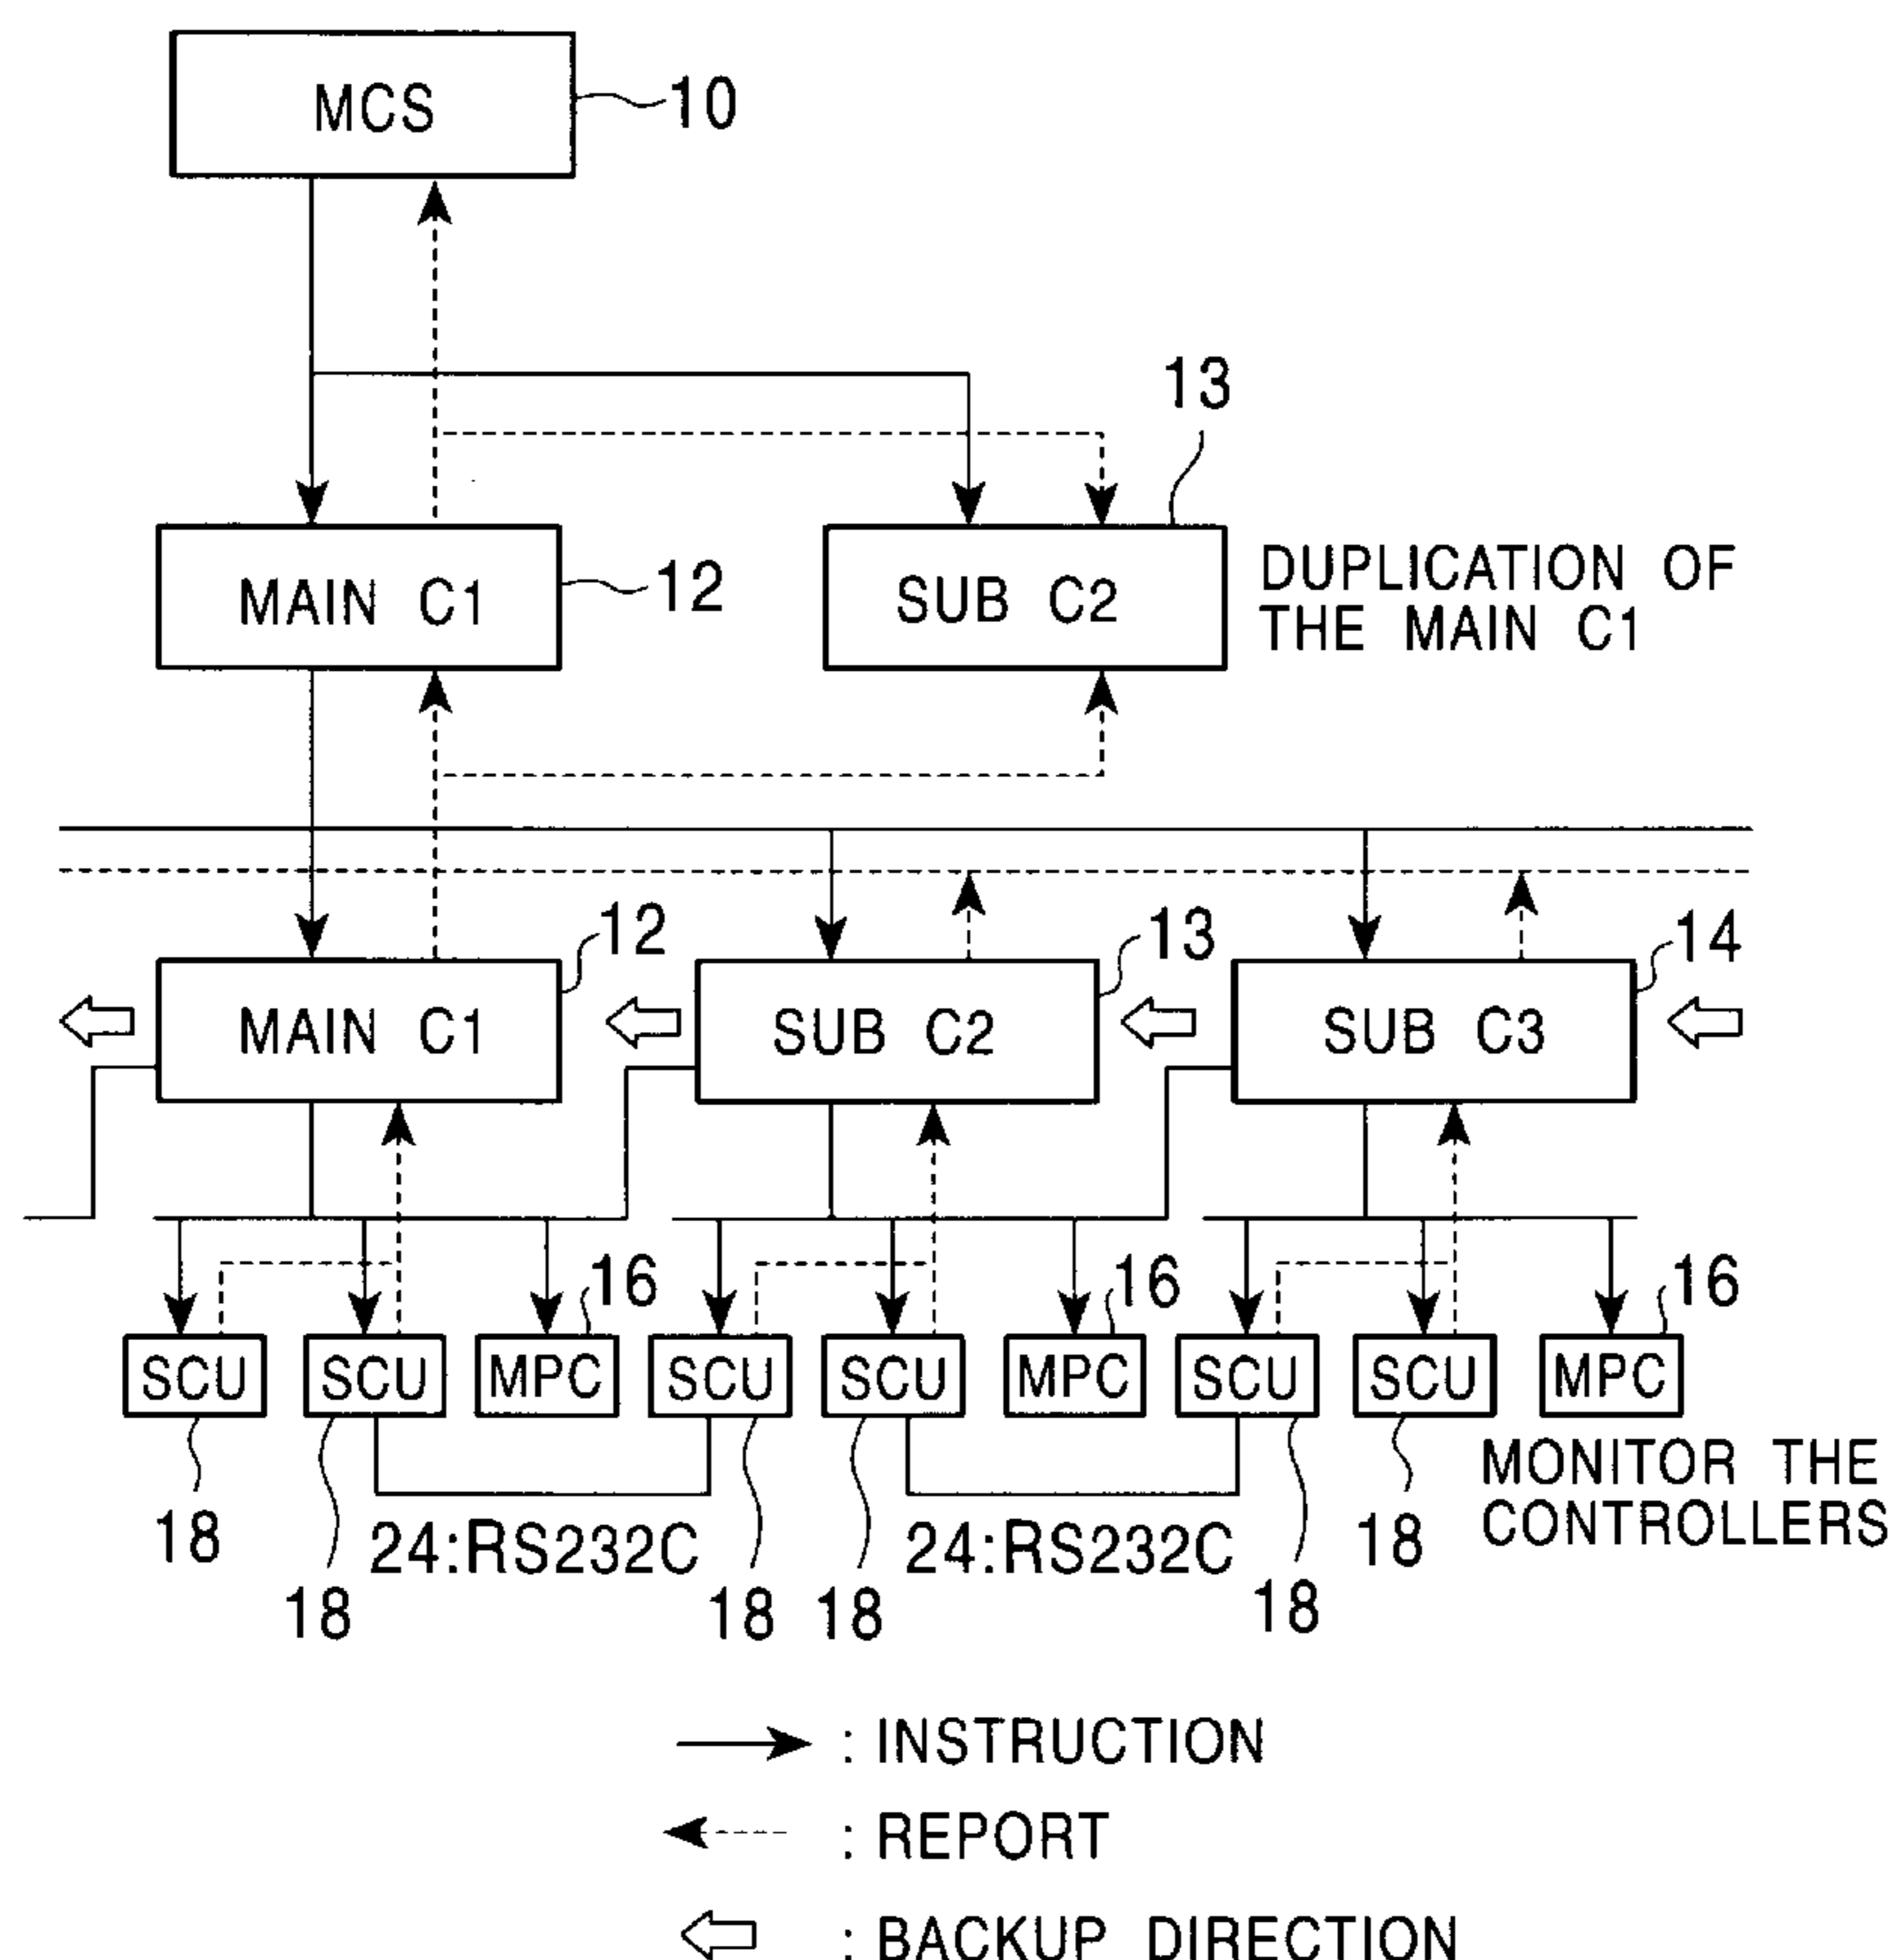 MCS
10
13
MAIN C1
12
SUB C2
DUPLICATION OF
THE MAIN C1
12
13
14
MAIN C1
SUB C2
SUB C3
16
16
16
SCU
SCU
MPC
SCU
SCU
MPC
SCU
SCU
MPC
MONITOR THE
CONTROLLERS
18
24:RS232C
24:RS232C
18
18
18
18
18
: INSTRUCTION
: REPORT
: BACKUP DIRECTION